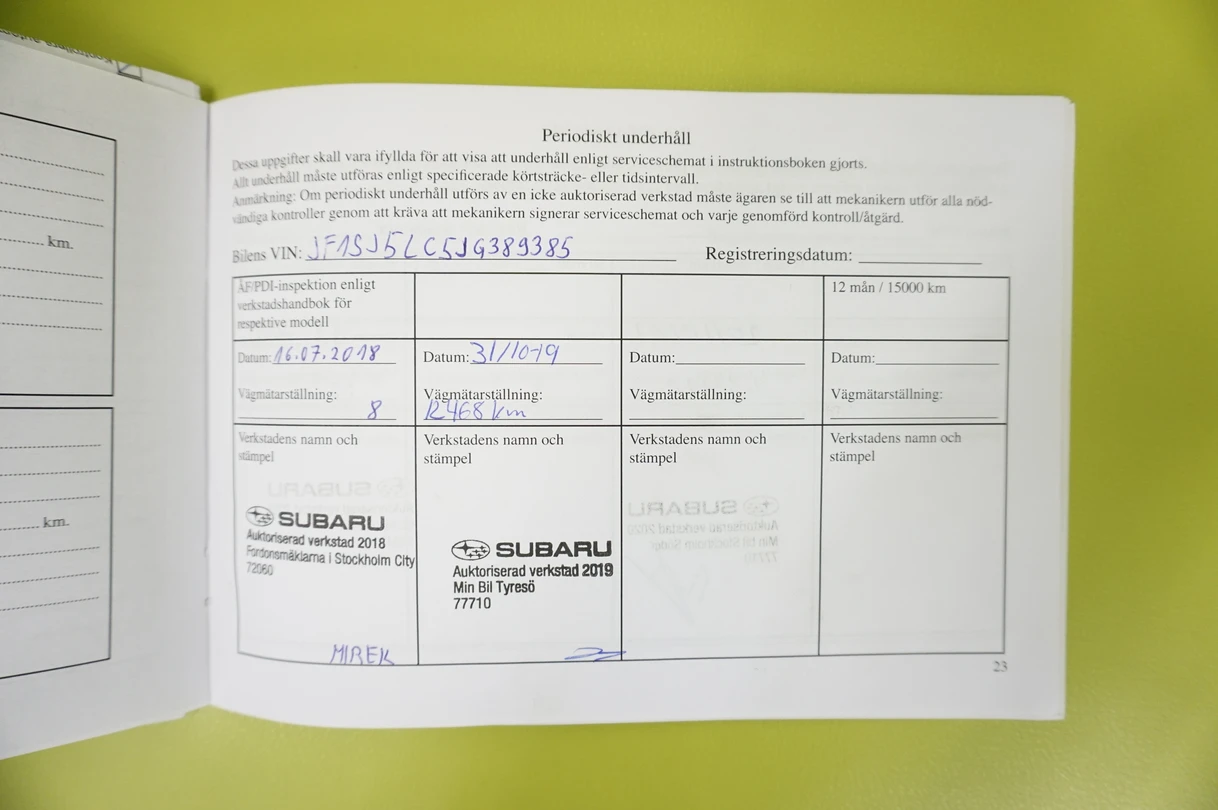 km.
km.
Periodiskt underhåll
Dessa uppgifter skall vara ifyllda för att visa att underhåll enligt serviceschemat i instruktionsboken gjorts.
Allt underhåll måste utföras enligt specificerade körtsträcke- eller tidsintervall.
Anmärkning: Om periodiskt underhåll utförs av en icke auktoriserad verkstad måste ägaren se till att mekanikern utför alla nöd-
vändiga kontroller genom att kräva att mekanikern signerar serviceschemat och varje genomförd kontroll/åtgärd.
Bilens VIN: JF1SJ5LC5JG389385 Registreringsdatum:
AF/PDI-inspektion enligt
verkstadshandbok för
respektive modell
12 mån / 15000 km
Datum: 16.07.2018 Datum: 31/10-19 Datum: Datum:
Vägmätarställning: Vägmätarställning: Vägmätarställning: Vägmätarställning:
8 12468 km
Verkstadens namn och Verkstadens namn och Verkstadens namn och Verkstadens namn och
stämpel stämpel stämpel stämpel
SUBARU
Auktoriserad verkstad 2018
Fordonsmäklarna i Stockholm City
72060
MIREK
SUBARU
Auktoriserad verkstad 2019
Min Bil Tyresö
77710
23